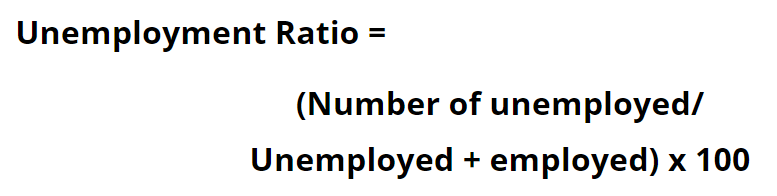 Unemployment Ratio =
(Number of unemployed/
Unemployed + employed) x 100